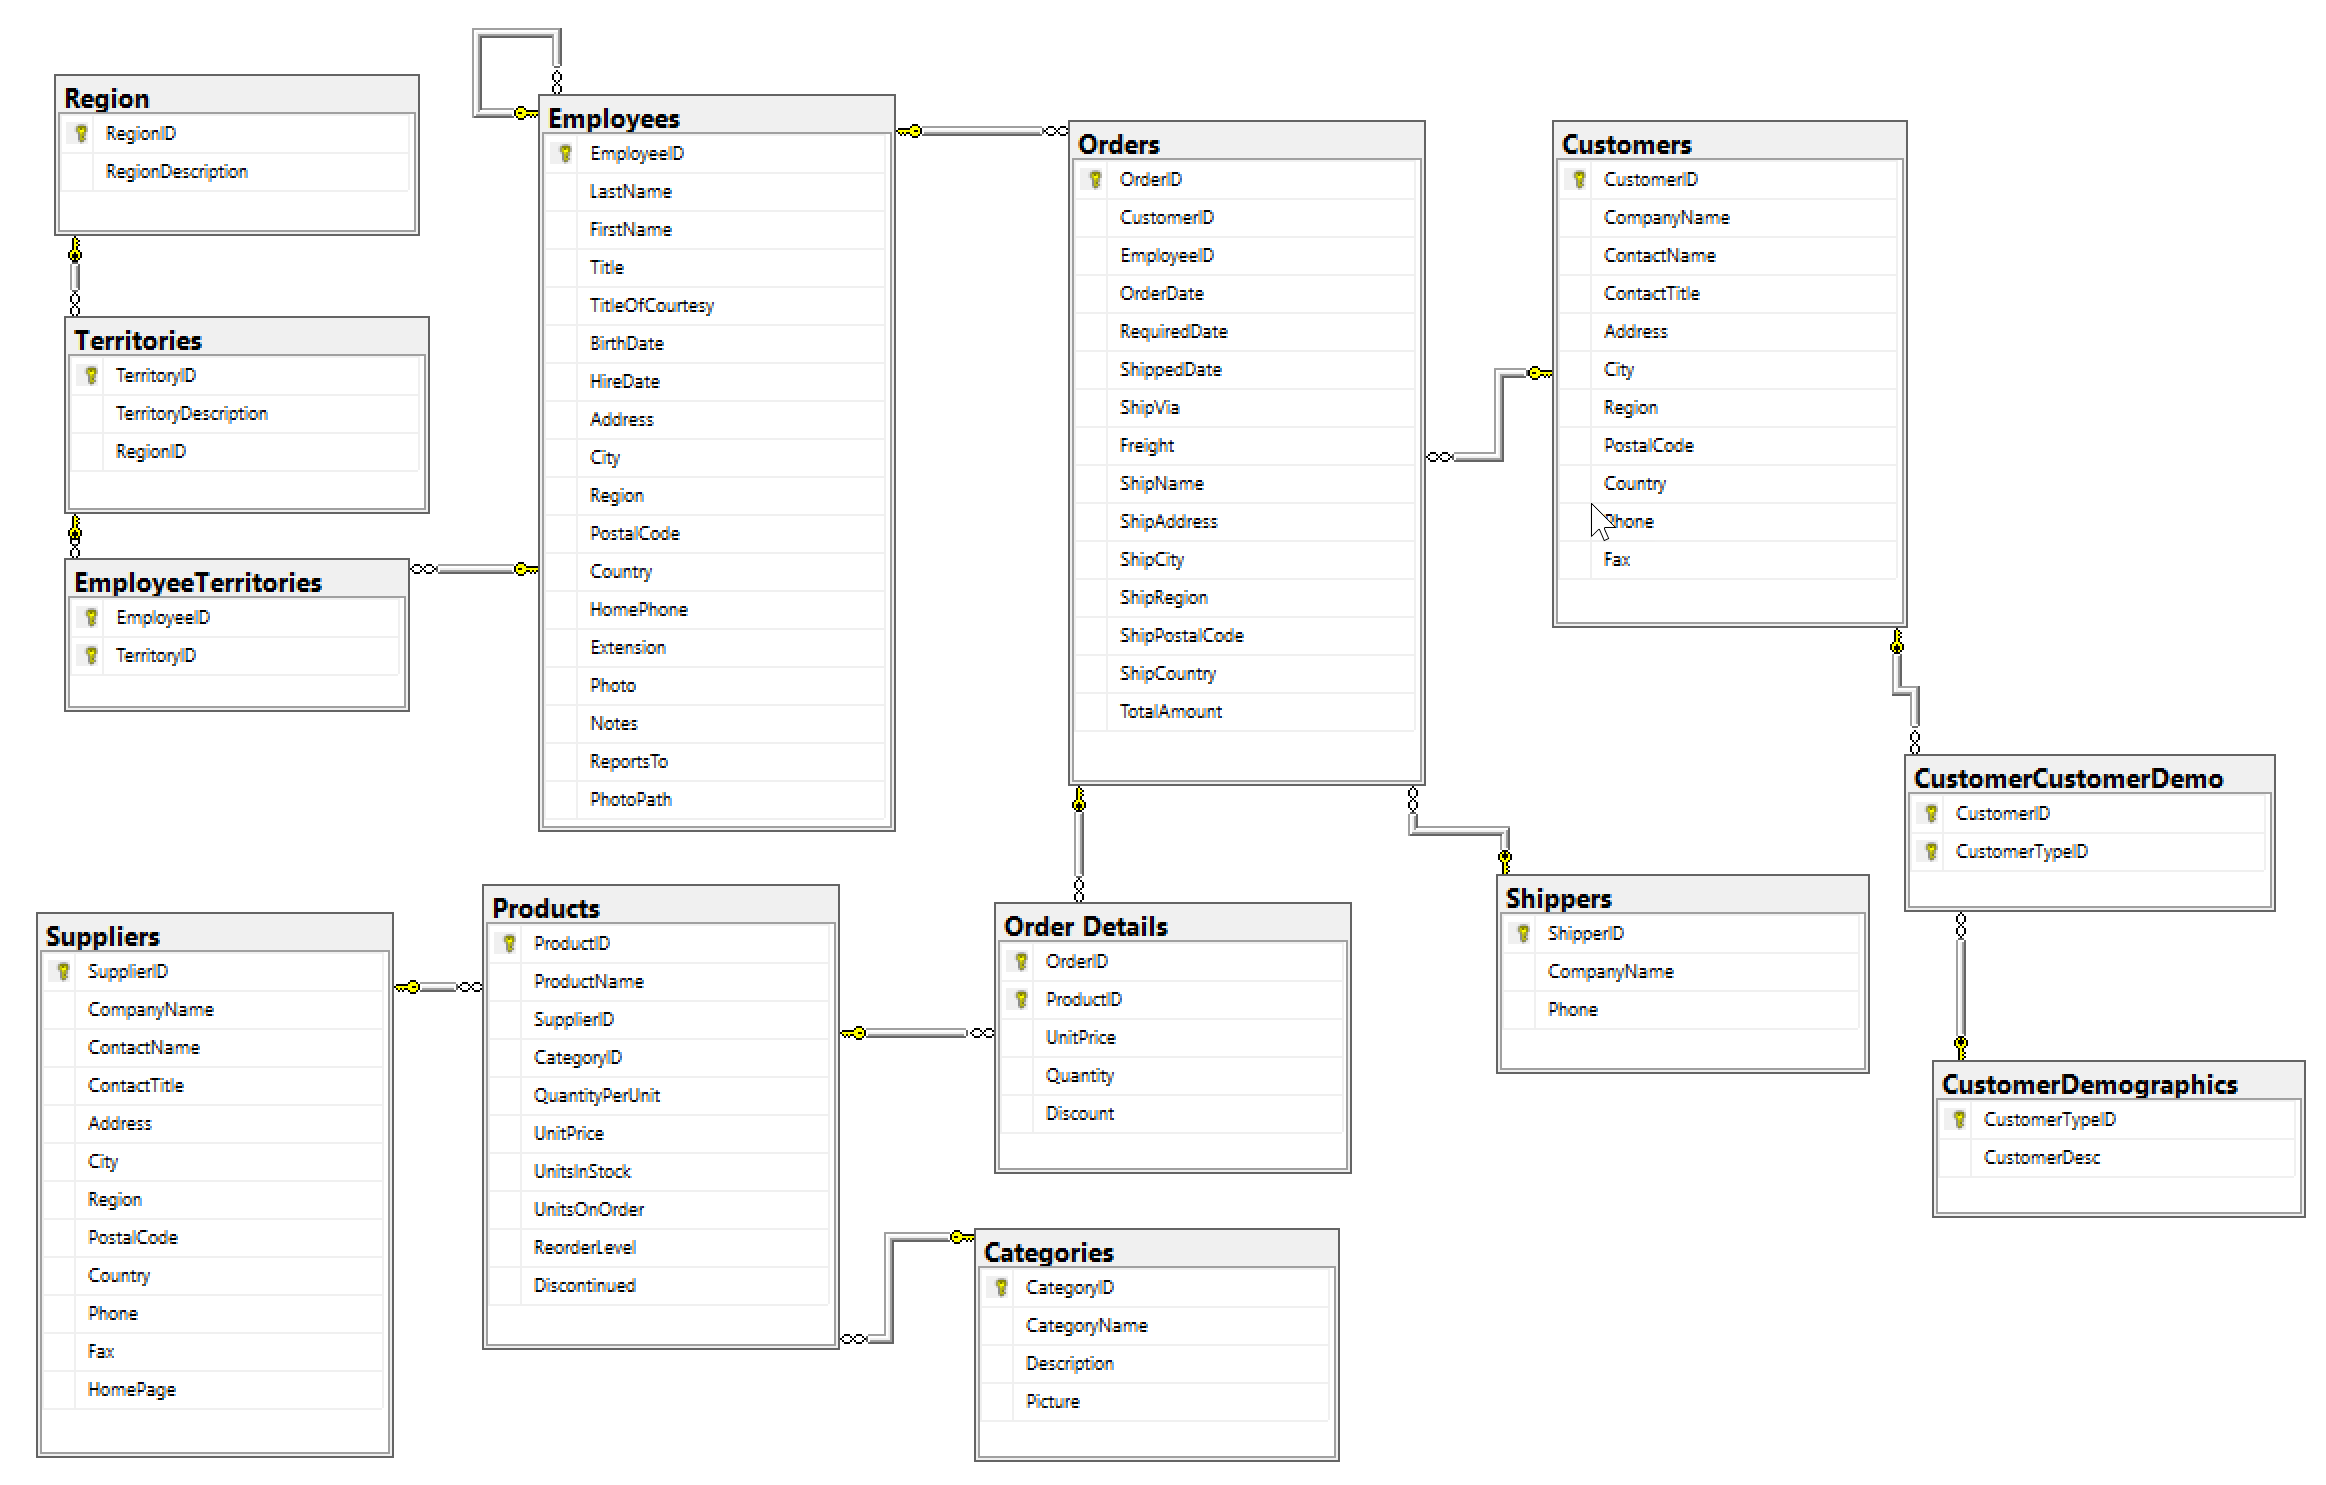 Region
RegionID
RegionDescription
Territories
TerritoryID
TerritoryDescription
RegionID
EmployeeTerritories
EmployeeID
TerritoryID
Employees
EmployeeID
LastName
FirstName
Title
TitleOfCourtesy
BirthDate
HireDate
Address
City
Region
PostalCode
Country
HomePhone
Extension
Photo
Notes
ReportsTo
PhotoPath
Orders
OrderID
CustomerID
EmployeeID
OrderDate
RequiredDate
ShippedDate
ShipVia
Freight
ShipName
ShipAddress
ShipCity
ShipRegion
ShipPostalCode
ShipCountry
TotalAmount
Customers
CustomerID
CompanyName
ContactName
ContactTitle
Address
City
Region
PostalCode
Country
Phone
Fax
CustomerCustomerDemo
CustomerID
CustomerTypeID
Suppliers
SupplierID
CompanyName
ContactName
ContactTitle
Address
City
Region
PostalCode
Country
Phone
Fax
HomePage
Products
ProductID
ProductName
SupplierID
CategoryID
QuantityPerUnit
UnitPrice
UnitsInStock
UnitsOnOrder
ReorderLevel
Discontinued
Order Details
OrderID
ProductID
UnitPrice
Quantity
Discount
Shippers
ShipperID
CompanyName
Phone
CustomerDemographics
CustomerTypeID
CustomerDesc
Categories
CategoryID
CategoryName
Description
Picture